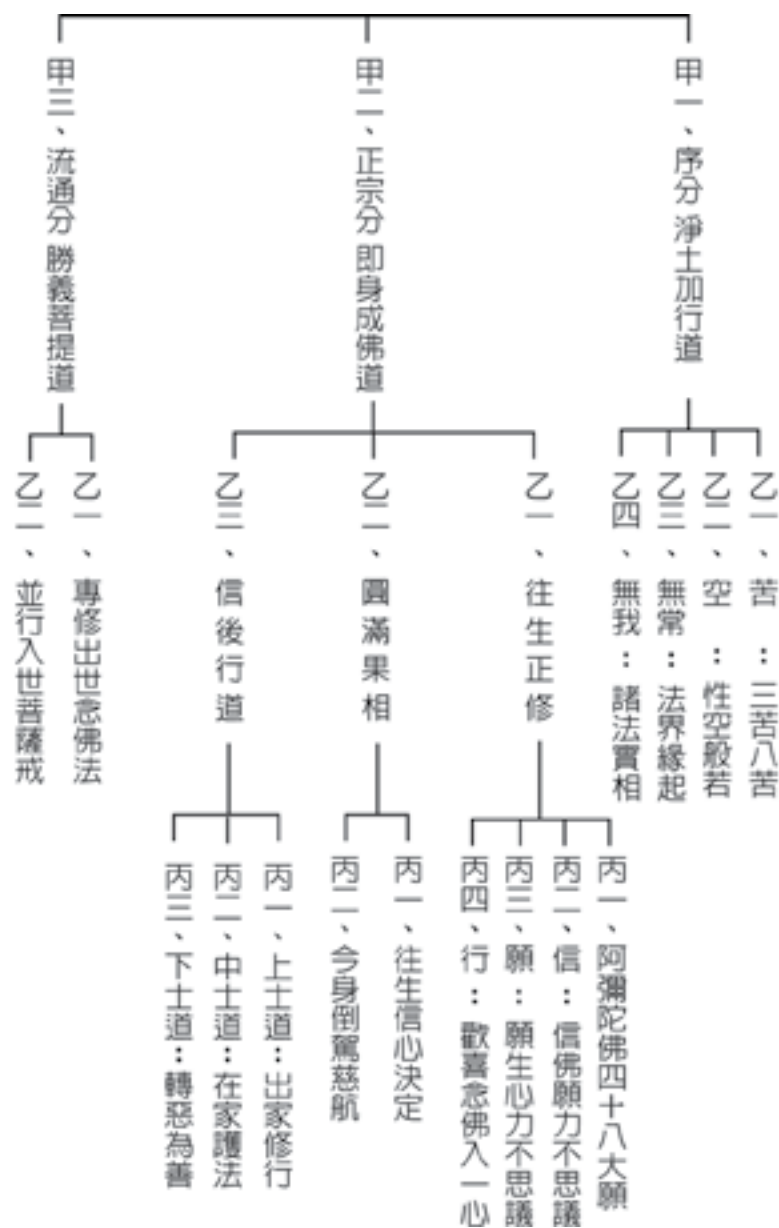 甲一、序分 淨土加行道
乙一、苦 ：三苦八苦
乙二、空 ：性空般若
乙三、無常：法界緣起
乙四、無我：諸法實相
甲二、正宗分 即身成佛道
乙一、往生正修
丙一、阿彌陀佛四十八大願
丙二、信：信佛願力不思議
丙三、願：願生心力不思議
丙四、行：歡喜念佛入一心
乙二、圓滿果相
丙一、往生信心決定
丙二、今身倒駕慈航
乙三、信後行道
丙一、上士道：出家修行
丙二、中士道：在家護法
丙三、下士道：轉惡為善
甲三、流通分 勝義菩提道
乙一、專修出世念佛法
乙二、並行入世菩薩戒